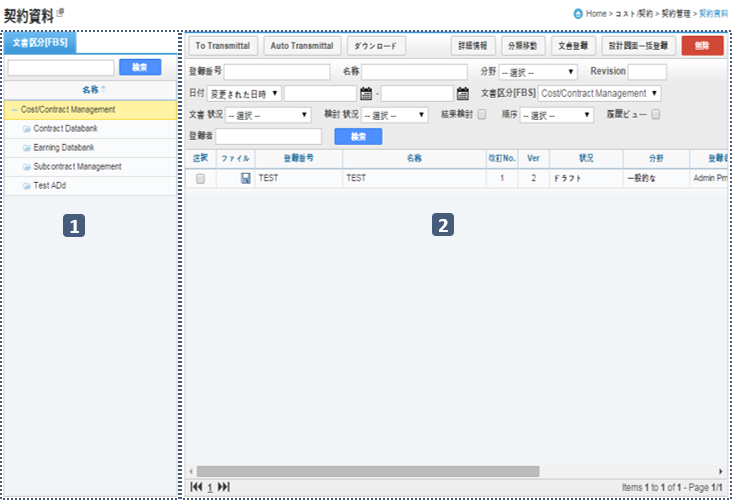 契約資料
Home > コスト/契約 > 契約管理 > 契約資料
文書区分[FBS]
検索
名称
Cost/Contract Management
Contract Databank
Earning Databank
Subcontract Management
Test ADd
1
To Transmittal Auto Transmittal ダウンロード 詳細情報 分類移動 文書登録 設計図面一括登録 削除
登録番号 名称 分野 -- 選択 -- Revision
日付 変更された日時 - 文書区分[FBS] Cost/Contract Management
文書 状況 -- 選択 -- 検討 状況 -- 選択 -- 結果検討 順序 -- 選択 -- 履歴ビュー
登録者 検索
選択 ファイル 登録番号 名称 改訂No. Ver 状況 分野 登録者
TEST TEST 1 2 ドラフト 一般的な Admin Pm
2
1 Items 1 to 1 of 1 - Page 1/1